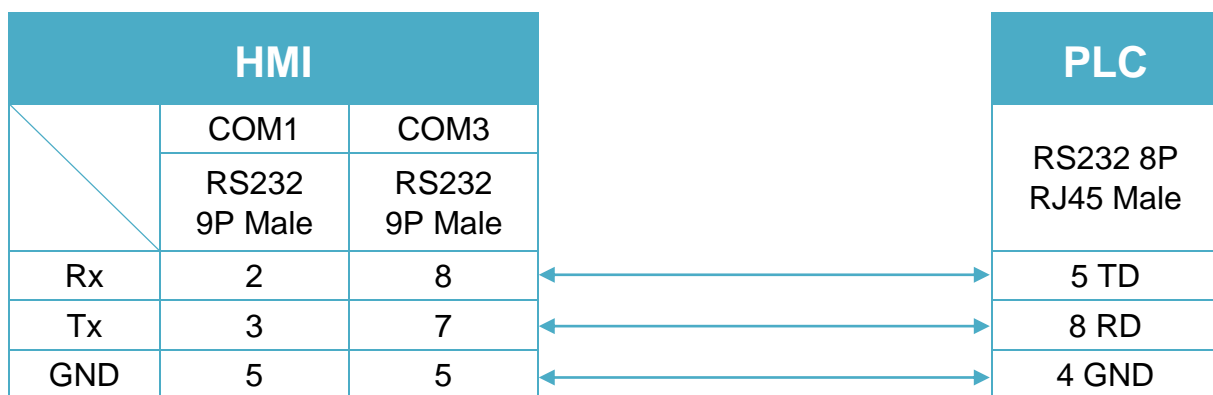 HMI
PLC
COM1 COM3
RS232 8P
RJ45 Male
RS232 RS232
9P Male 9P Male
Rx 2 8 5 TD
Tx 3 7 8 RD
GND 5 5 4 GND